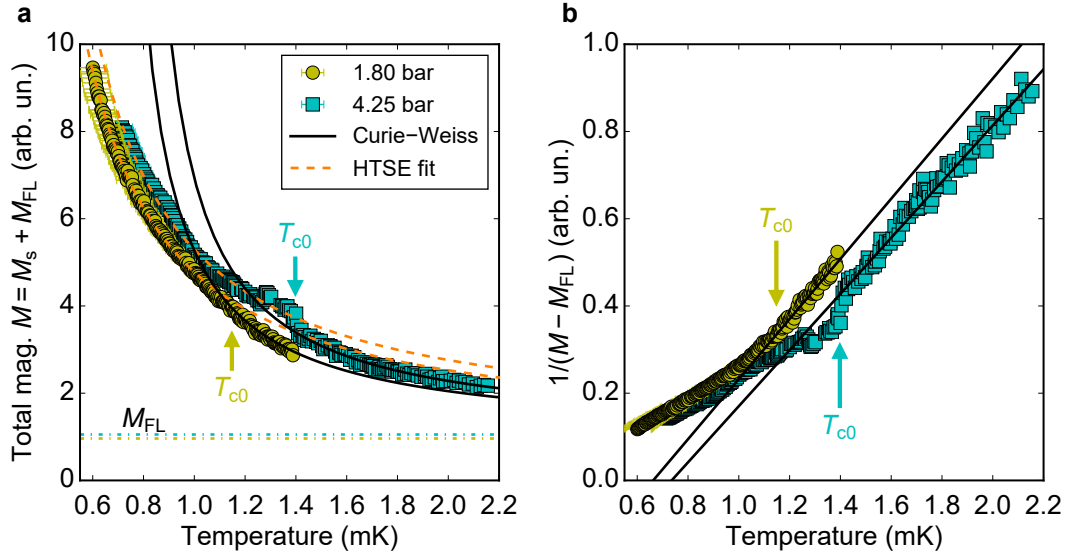 a
b
Total mag. M = Ms + MFL (arb. un.)
10
8
6
4
2
0
1.80 bar
4.25 bar
Curie−Weiss
HTSE fit
Tc0
Tc0
MFL
0.6 0.8 1.0 1.2 1.4 1.6 1.8 2.0 2.2
Temperature (mK)
1/(M − MFL) (arb. un.)
1.0
0.8
0.6
0.4
0.2
0.0
Tc0
Tc0
0.6 0.8 1.0 1.2 1.4 1.6 1.8 2.0 2.2
Temperature (mK)